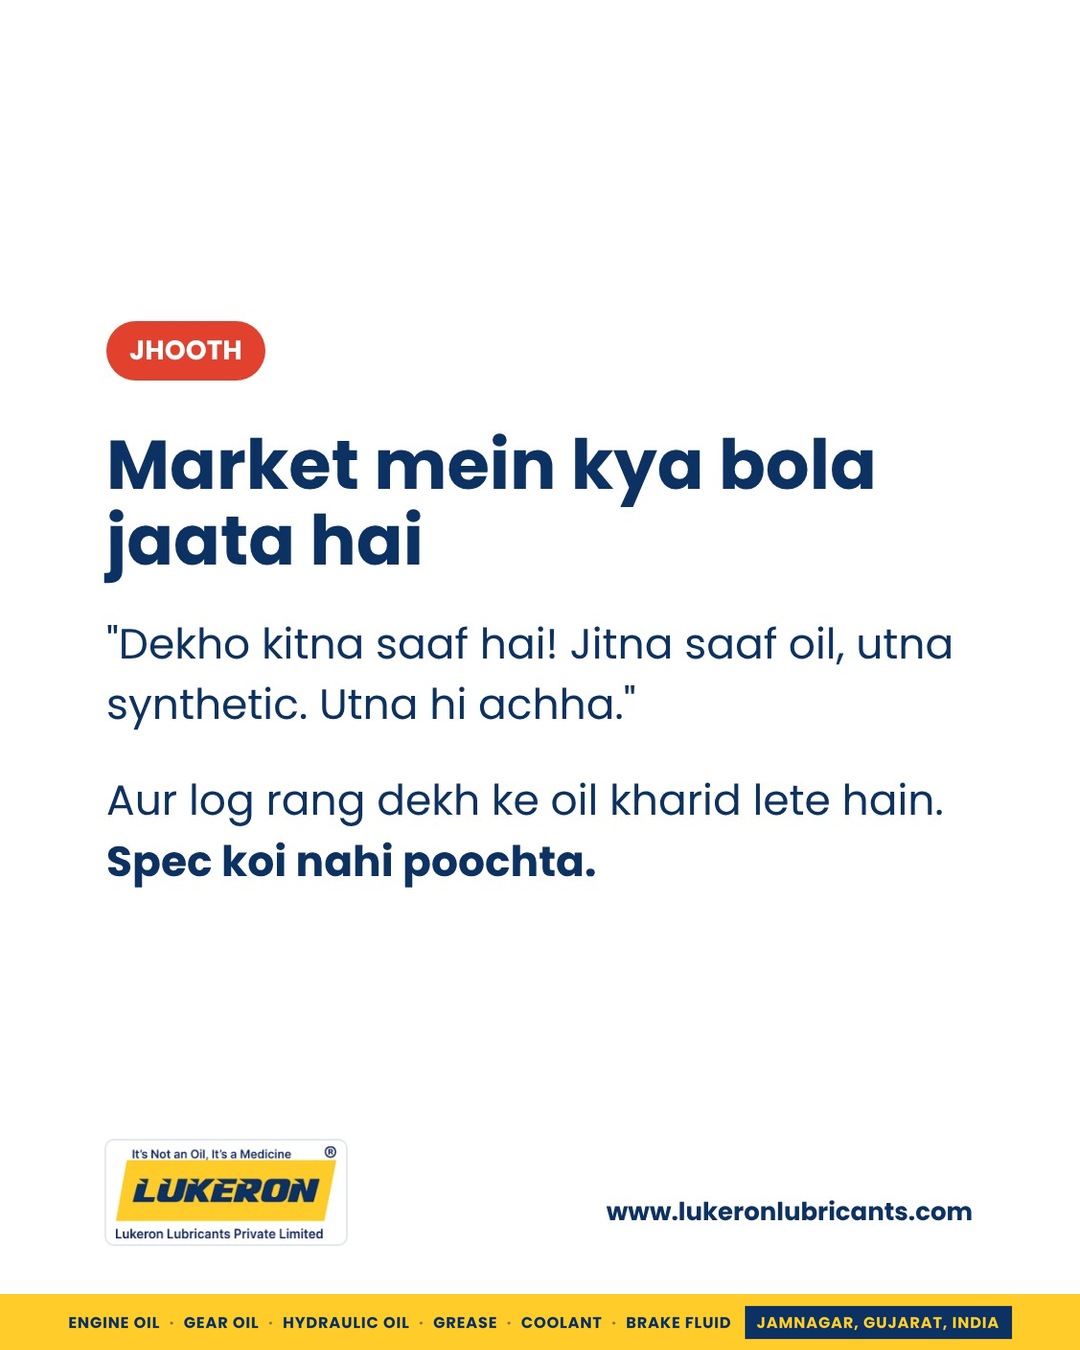 JHOOTH
Market mein kya bola
jaata hai
"Dekho kitna saaf hai! Jitna saaf oil, utna
synthetic. Utna hi achha."
Aur log rang dekh ke oil kharid lete hain.
Spec koi nahi poochta.
It's Not an Oil, It's a Medicine ®
LUKERON
Lukeron Lubricants Private Limited
www.lukeronlubricants.com
ENGINE OIL · GEAR OIL · HYDRAULIC OIL · GREASE · COOLANT · BRAKE FLUID JAMNAGAR, GUJARAT, INDIA